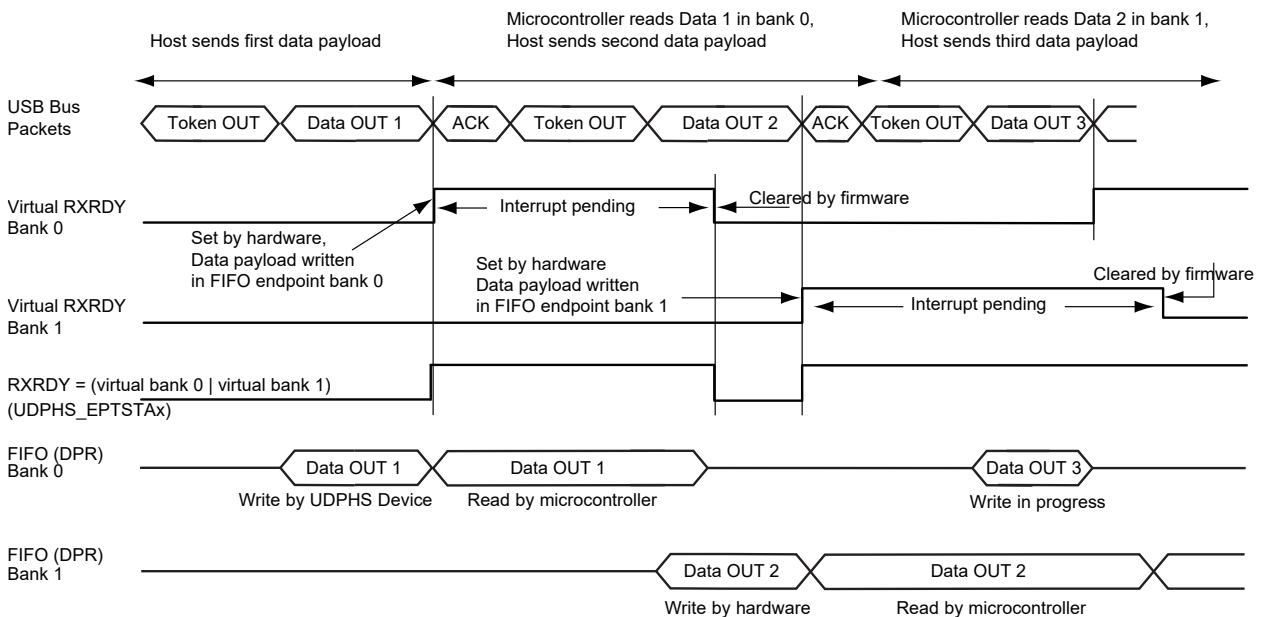 Host sends first data payload
Microcontroller reads Data 1 in bank 0,
Host sends second data payload
Microcontroller reads Data 2 in bank 1,
Host sends third data payload
USB Bus
Packets
Token OUT
Data OUT 1
ACK
Token OUT
Data OUT 2
ACK
Token OUT
Data OUT 3
Virtual RXRDY
Bank 0
Interrupt pending
Cleared by firmware
Set by hardware,
Data payload written
in FIFO endpoint bank 0
Set by hardware
Data payload written
in FIFO endpoint bank 1
Cleared by firmware
Virtual RXRDY
Bank 1
Interrupt pending
RXRDY = (virtual bank 0 | virtual bank 1)
(UDPHS_EPTSTAx)
FIFO (DPR)
Bank 0
Data OUT 1
Data OUT 1
Data OUT 3
Write by UDPHS Device
Read by microcontroller
Write in progress
FIFO (DPR)
Bank 1
Data OUT 2
Data OUT 2
Write by hardware
Read by microcontroller